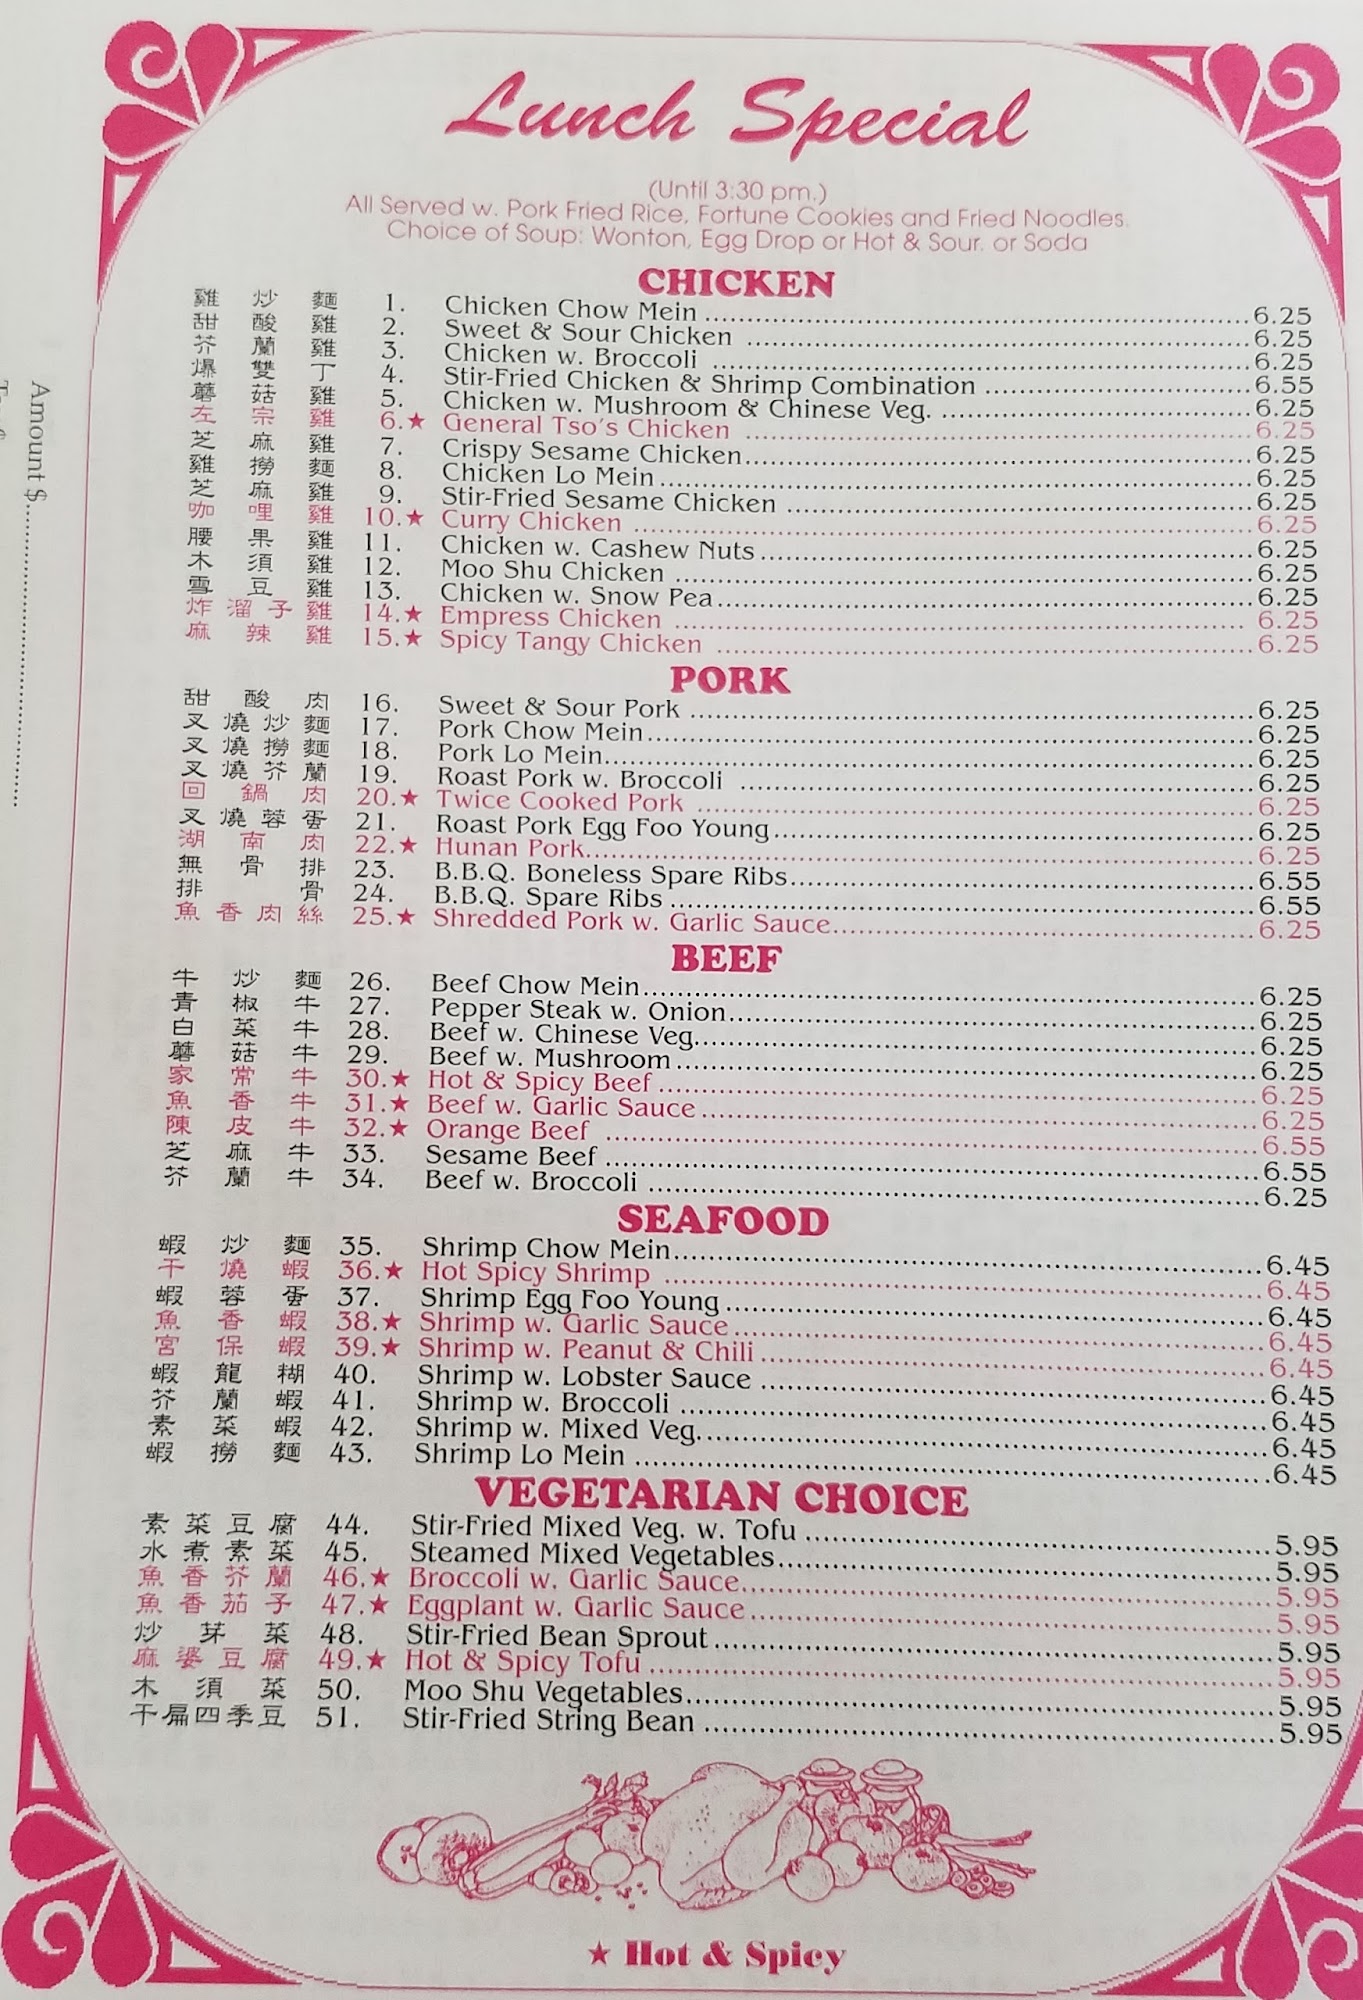 Lunch Special
(Until 3:30 pm.)
All Served w. Pork Fried Rice, Fortune Cookies and Fried Noodles.
Choice of Soup: Wonton, Egg Drop or Hot & Sour. or Soda
CHICKEN
雞炒麵 1. Chicken Chow Mein 6.25
甜酸雞 2. Sweet & Sour Chicken 6.25
芥蘭雞 3. Chicken w. Broccoli 6.25
爆雙丁 4. Stir-Fried Chicken & Shrimp Combination 6.55
蘑菇雞 5. Chicken w. Mushroom & Chinese Veg. 6.25
左宗雞 6.★ General Tso's Chicken 6.25
芝麻雞 7. Crispy Sesame Chicken 6.25
雞撈麵 8. Chicken Lo Mein 6.25
芝麻雞 9. Stir-Fried Sesame Chicken 6.25
咖哩雞 10.★ Curry Chicken 6.25
腰果雞 11. Chicken w. Cashew Nuts 6.25
木須雞 12. Moo Shu Chicken 6.25
雪豆雞 13. Chicken w. Snow Pea 6.25
炸溜子雞 14.★ Empress Chicken 6.25
麻辣雞 15.★ Spicy Tangy Chicken 6.25
PORK
甜酸肉 16. Sweet & Sour Pork 6.25
叉燒炒麵 17. Pork Chow Mein 6.25
叉燒撈麵 18. Pork Lo Mein 6.25
叉燒芥蘭 19. Roast Pork w. Broccoli 6.25
回鍋肉 20.★ Twice Cooked Pork 6.25
叉燒蓉蛋 21. Roast Pork Egg Foo Young 6.25
湖南肉 22.★ Hunan Pork 6.25
無骨排 23. B.B.Q. Boneless Spare Ribs 6.55
排骨 24. B.B.Q. Spare Ribs 6.55
魚香肉絲 25.★ Shredded Pork w. Garlic Sauce 6.25
BEEF
牛炒麵 26. Beef Chow Mein 6.25
青椒牛 27. Pepper Steak w. Onion 6.25
白菜牛 28. Beef w. Chinese Veg. 6.25
蘑菇牛 29. Beef w. Mushroom 6.25
家常牛 30.★ Hot & Spicy Beef 6.25
魚香牛 31.★ Beef w. Garlic Sauce 6.25
陳皮牛 32.★ Orange Beef 6.55
芝麻牛 33. Sesame Beef 6.55
芥蘭牛 34. Beef w. Broccoli 6.25
SEAFOOD
蝦炒麵 35. Shrimp Chow Mein 6.45
干燒蝦 36.★ Hot Spicy Shrimp 6.45
蝦蓉蛋 37. Shrimp Egg Foo Young 6.45
魚香蝦 38.★ Shrimp w. Garlic Sauce 6.45
宮保蝦 39.★ Shrimp w. Peanut & Chili 6.45
蝦龍糊 40. Shrimp w. Lobster Sauce 6.45
芥蘭蝦 41. Shrimp w. Broccoli 6.45
素菜蝦 42. Shrimp w. Mixed Veg. 6.45
蝦撈麵 43. Shrimp Lo Mein 6.45
VEGETARIAN CHOICE
素菜豆腐 44. Stir-Fried Mixed Veg. w. Tofu 5.95
水煮素菜 45. Steamed Mixed Vegetables 5.95
魚香芥蘭 46.★ Broccoli w. Garlic Sauce 5.95
魚香茄子 47.★ Eggplant w. Garlic Sauce 5.95
炒芽菜 48. Stir-Fried Bean Sprout 5.95
麻婆豆腐 49.★ Hot & Spicy Tofu 5.95
木須菜 50. Moo Shu Vegetables 5.95
干扁四季豆 51. Stir-Fried String Bean 5.95
★ Hot & Spicy
Amount $